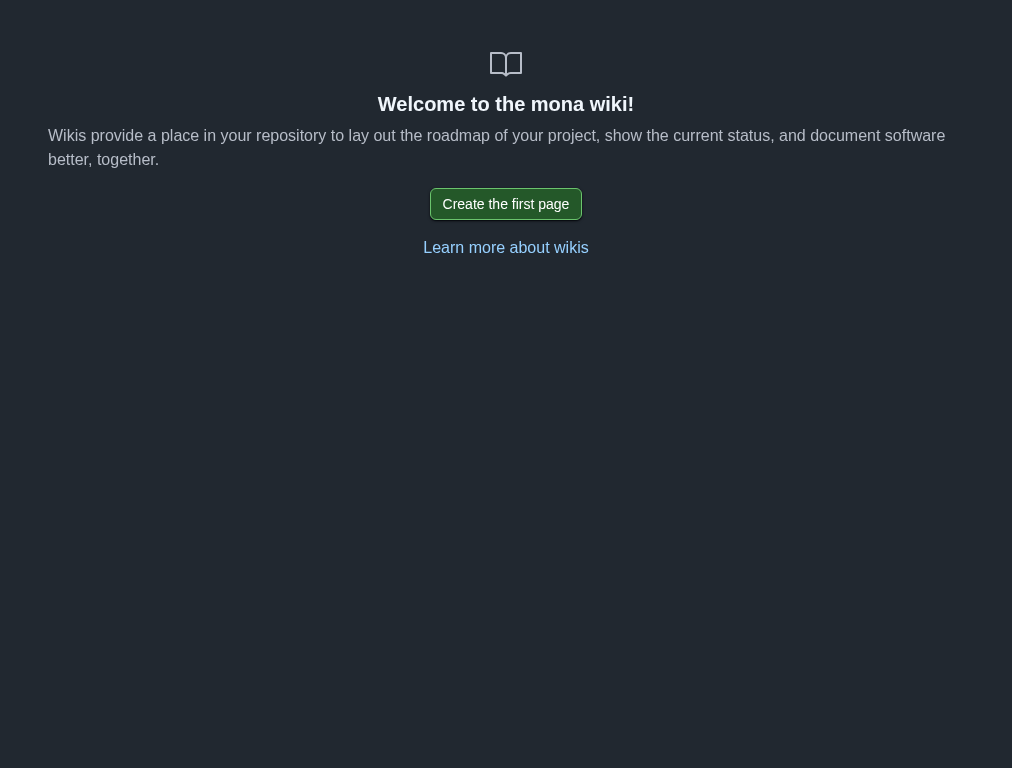 Welcome to the mona wiki!
Wikis provide a place in your repository to lay out the roadmap of your project, show the current status, and document software
better, together.
Create the first page
Learn more about wikis